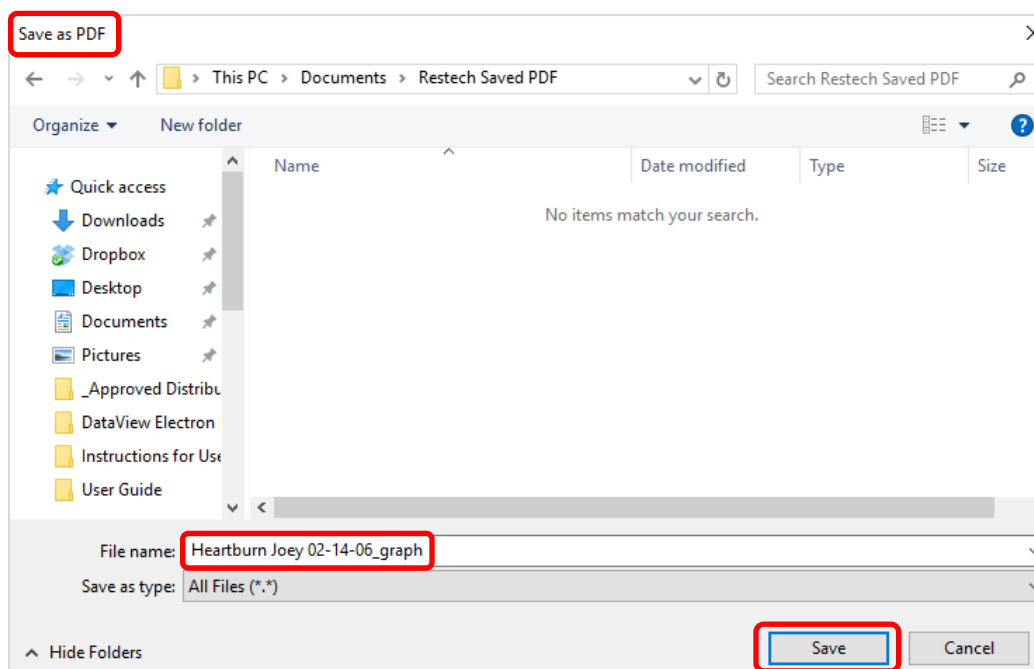 Save as PDF
This PC > Documents > Restech Saved PDF
Search Restech Saved PDF
Organize
New folder
?
Name
Date modified
Type
Size
No items match your search.
Quick access
Downloads
Dropbox
Desktop
Documents
Pictures
_Approved Distribu
DataView Electron
Instructions for Use
User Guide
File name: Heartburn Joey 02-14-06_graph
Save as type: All Files (*.*)
Hide Folders
Save
Cancel